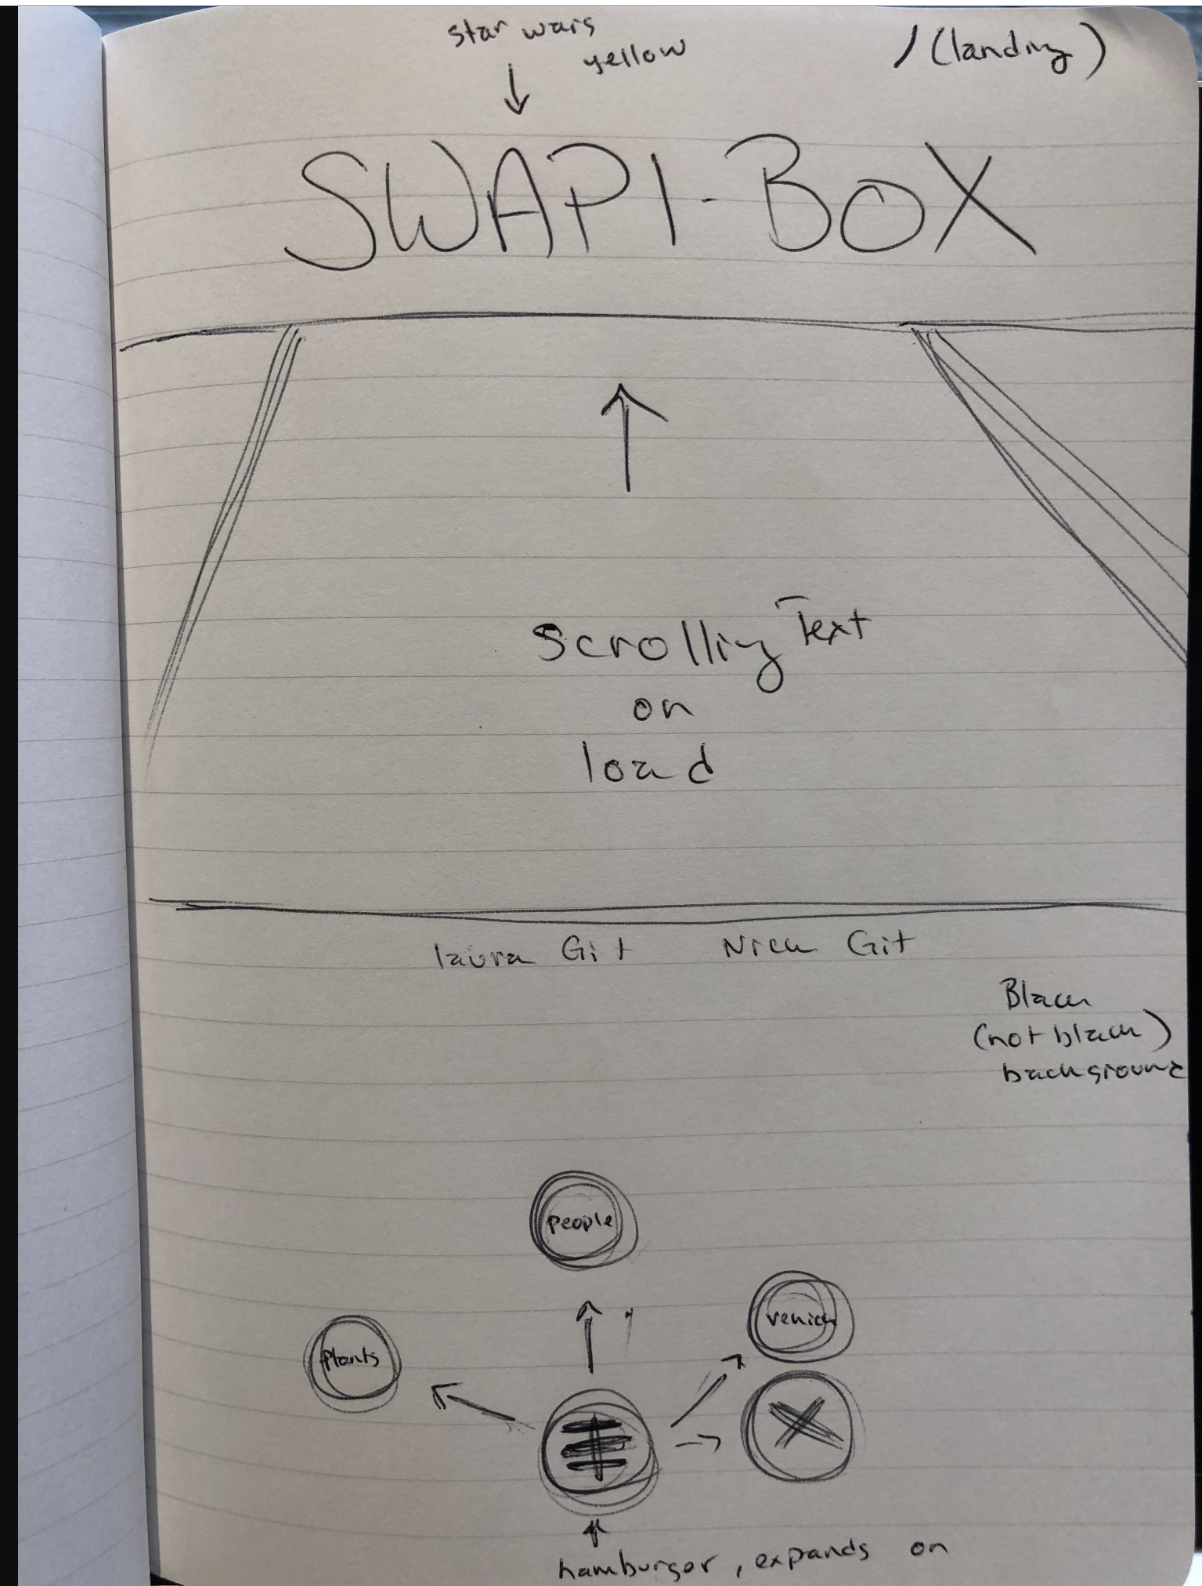 star wars
yellow
/ (landing)
SWAPI-BOX
Scrolling Text
on
load
laura Git Nick Git
Black
(not black)
background
people
vehicle
Plants
hamburger, expands on